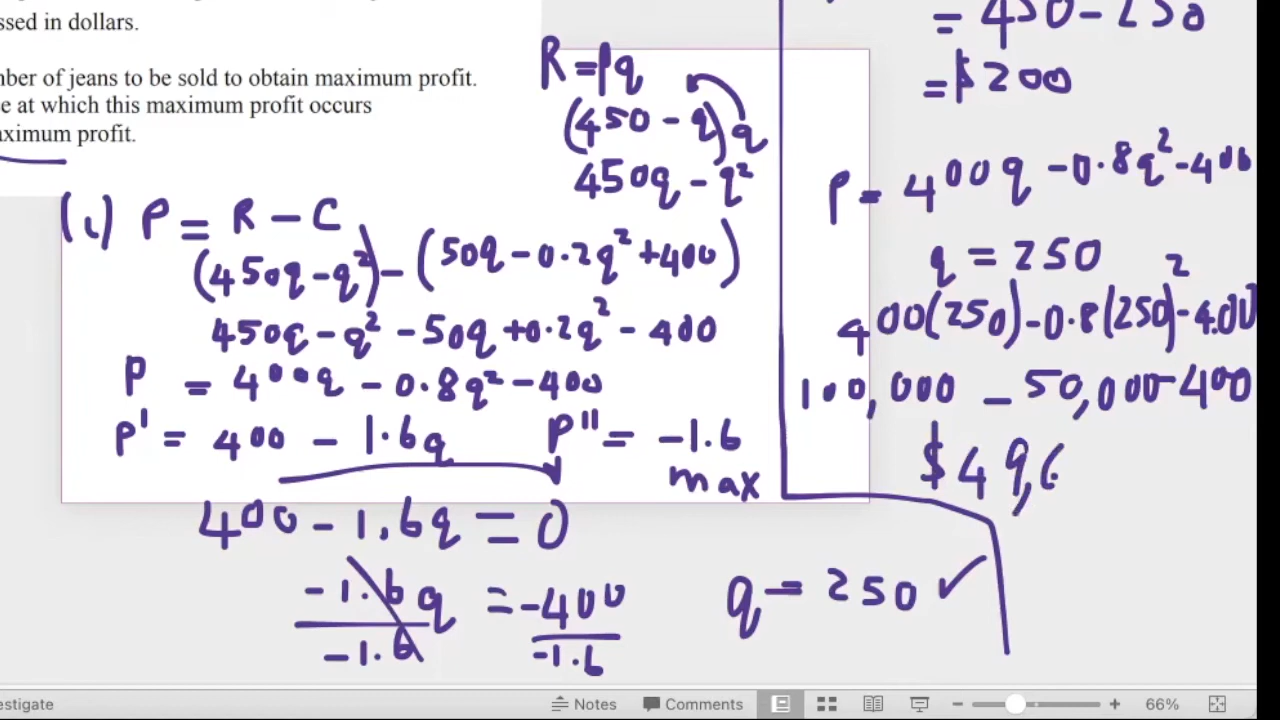 ssed in dollars.
nber of jeans to be sold to obtain maximum profit.
e at which this maximum profit occurs
aximum profit.
R = pq
(450 - q)q
450q - q²
(i) P = R - C
(450q - q²) - (50q - 0.2q² + 400)
450q - q² - 50q + 0.2q² - 400
P = 400q - 0.8q² - 400
P' = 400 - 1.6q P'' = -1.6
max
400 - 1.6q = 0
-1.6q = -400
-1.6 -1.6
q = 250 ✓
= 450 - 250
= $200
P = 400q - 0.8q² - 400
q = 250
400(250) - 0.8(250)² - 400
100,000 - 50,000 - 400
$49,6
estigate
Notes
Comments
66%